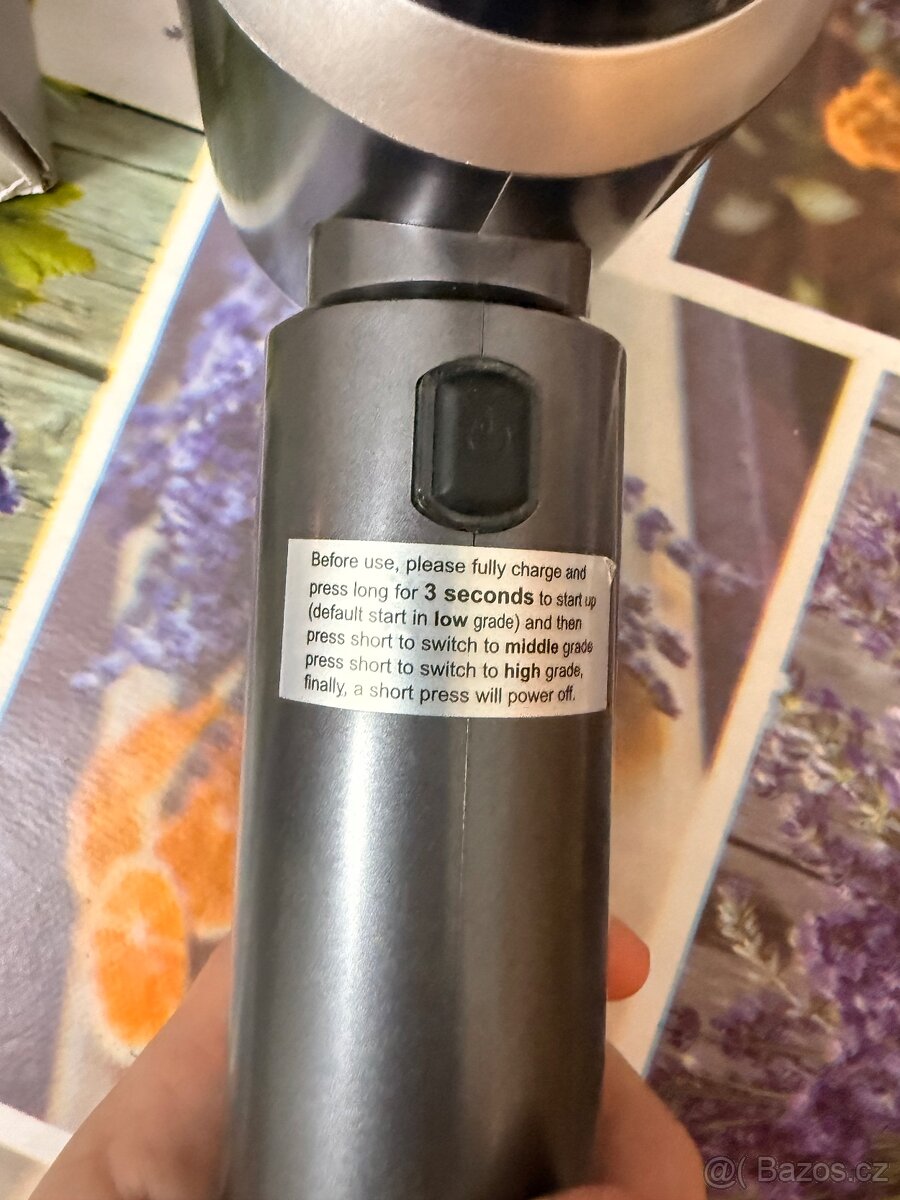 Before use, please fully charge and
press long for 3 seconds to start up
(default start in low grade) and then
press short to switch to middle grade
press short to switch to high grade,
finally, a short press will power off.
@( Bazos.cz